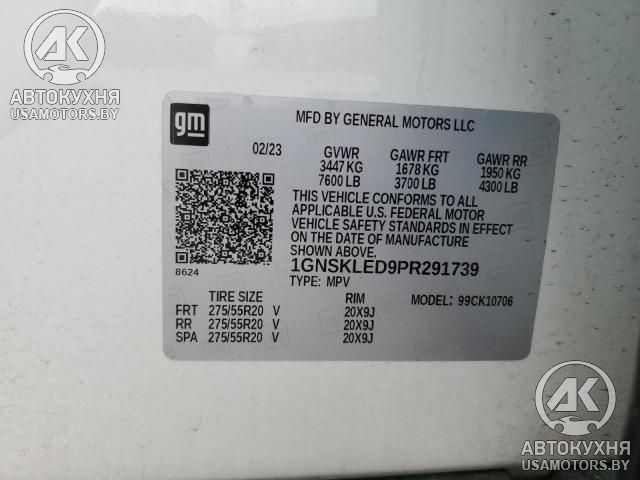 АК
АВТОКУХНЯ
USAMOTORS.BY
gm
MFD BY GENERAL MOTORS LLC
02/23 GVWR GAWR FRT GAWR RR
3447 KG 1678 KG 1950 KG
7600 LB 3700 LB 4300 LB
THIS VEHICLE CONFORMS TO ALL
APPLICABLE U.S. FEDERAL MOTOR
VEHICLE SAFETY STANDARDS IN EFFECT
ON THE DATE OF MANUFACTURE
SHOWN ABOVE.
8624
1GNSKLED9PR291739
TYPE: MPV
TIRE SIZE RIM MODEL: 99CK10706
FRT 275/55R20 V 20X9J
RR 275/55R20 V 20X9J
SPA 275/55R20 V 20X9J
АК
АВТОКУХНЯ
USAMOTORS.BY